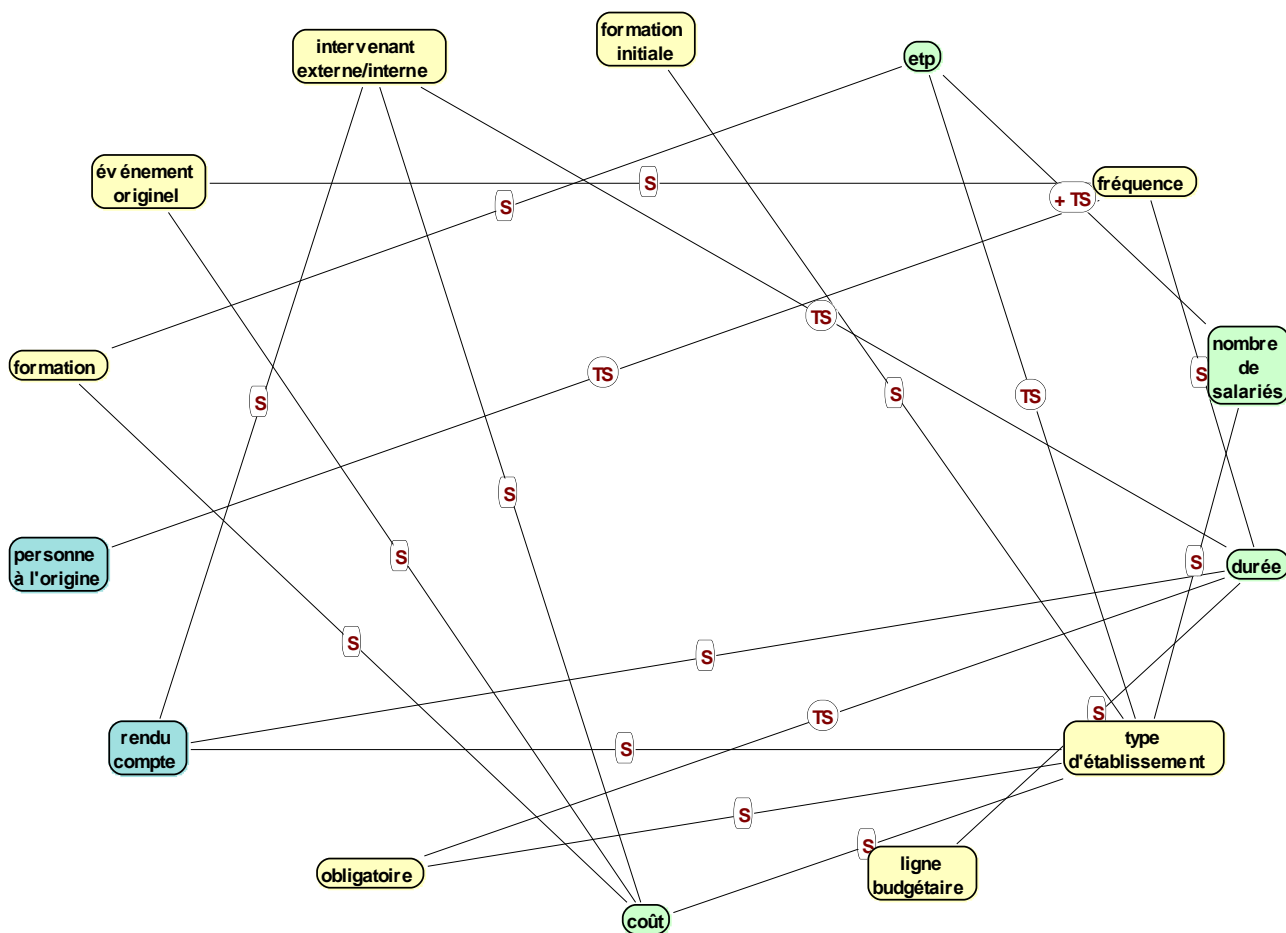 formation
initiale
intervenant
externe/interne
etp
événement
originel
S
fréquence
S
+ TS
TS
nombre
de
salariés
formation
TS
S
TS
S
S
S
personne
à l'origine
S
S
durée
S
S
TS
S
rendu
compte
S
type
d'établissement
S
S
obligatoire
ligne
budgétaire
coût